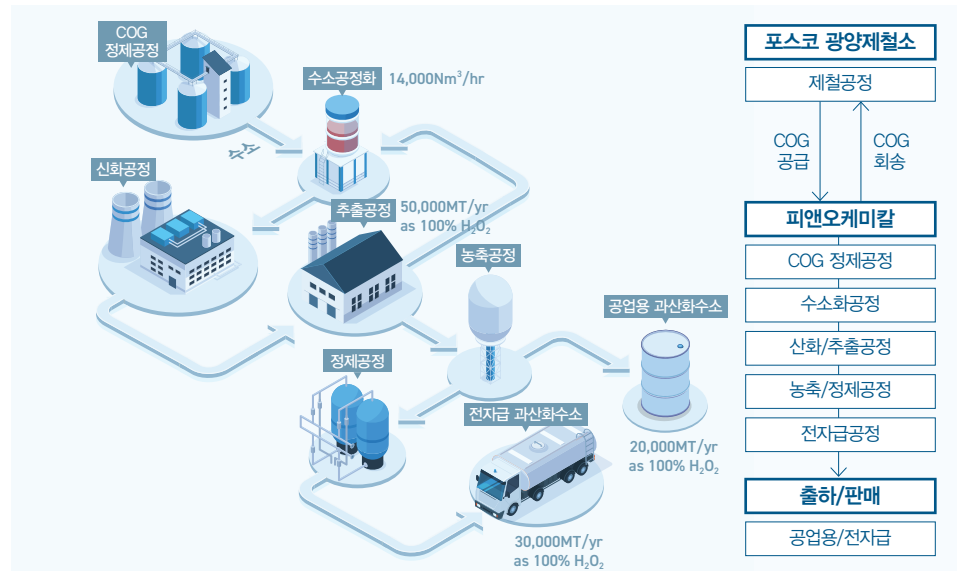 COG
정제공정
수소공정화
14,000Nm³/hr
수소
신화공정
추출공정
50,000MT/yr
as 100% H₂O₂
농축공정
공업용 과산화수소
20,000MT/yr
as 100% H₂O₂
정제공정
전자급 과산화수소
30,000MT/yr
as 100% H₂O₂
포스코 광양제철소
제철공정
COG
공급
COG
회송
피앤오케미칼
COG 정제공정
수소화공정
산화/추출공정
농축/정제공정
전자급공정
출하/판매
공업용/전자급